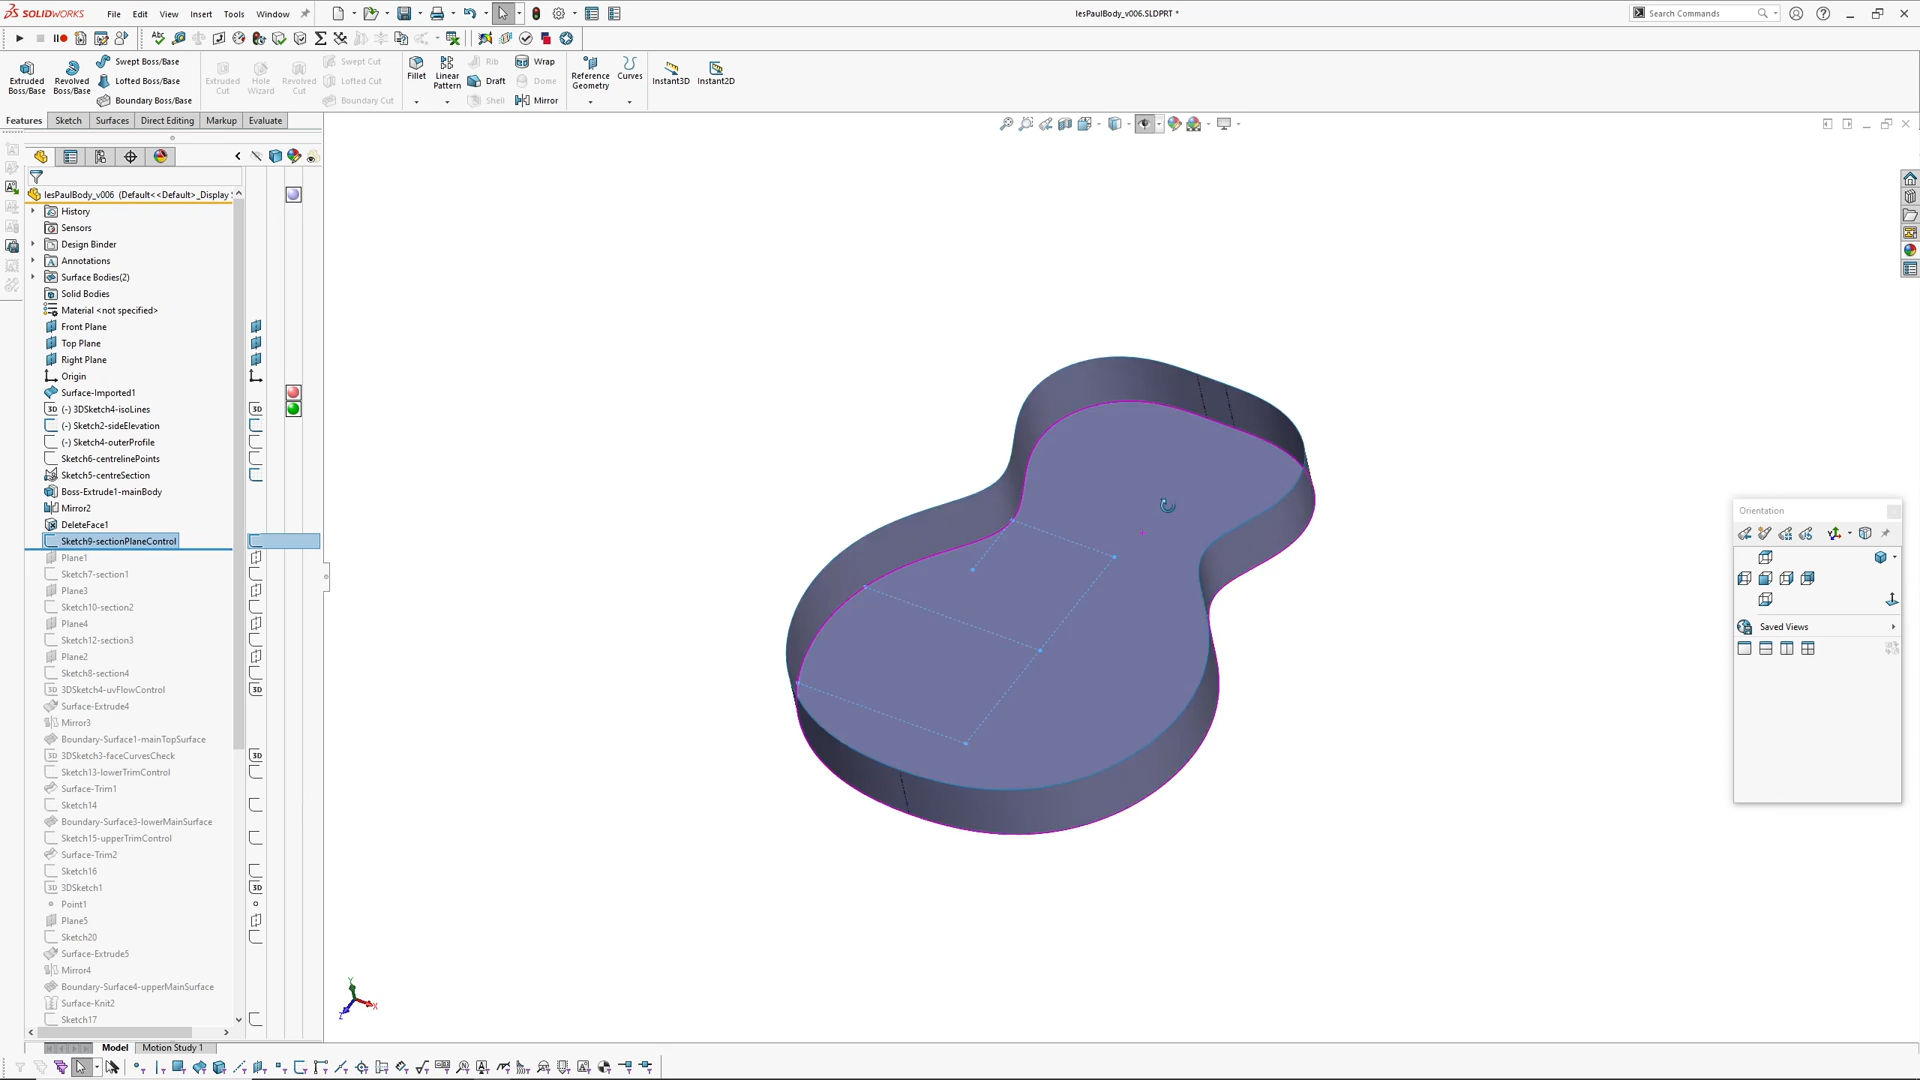 SOLIDWORKS File Edit View Insert Tools Window
lesPaulBody_v006.SLDPRT *
Search Commands
Extruded Boss/Base
Revolved Boss/Base
Swept Boss/Base
Lofted Boss/Base
Boundary Boss/Base
Extruded Cut
Hole Wizard
Revolved Cut
Swept Cut
Lofted Cut
Boundary Cut
Fillet
Linear Pattern
Rib
Draft
Shell
Wrap
Dome
Mirror
Reference Geometry
Curves
Instant3D
Instant2D
Features Sketch Surfaces Direct Editing Markup Evaluate
lesPaulBody_v006 (Default<<Default>_Display
History
Sensors
Design Binder
Annotations
Surface Bodies(2)
Solid Bodies
Material <not specified>
Front Plane
Top Plane
Right Plane
Origin
Surface-Imported1
(-) 3DSketch4-isoLines
(-) Sketch2-sideElevation
(-) Sketch4-outerProfile
Sketch6-centrelinePoints
Sketch5-centreSection
Boss-Extrude1-mainBody
Mirror2
DeleteFace1
Sketch9-sectionPlaneControl
Plane1
Sketch7-section1
Plane3
Sketch10-section2
Plane4
Sketch12-section3
Plane2
Sketch8-section4
3DSketch4-uvFlowControl
Surface-Extrude4
Mirror3
Boundary-Surface1-mainTopSurface
3DSketch3-faceCurvesCheck
Sketch13-lowerTrimControl
Surface-Trim1
Sketch14
Boundary-Surface3-lowerMainSurface
Sketch15-upperTrimControl
Surface-Trim2
Sketch16
3DSketch1
Point1
Plane5
Sketch20
Surface-Extrude5
Mirror4
Boundary-Surface4-upperMainSurface
Surface-Knit2
Sketch17
Orientation
Saved Views
Y
X
Z
Model Motion Study 1